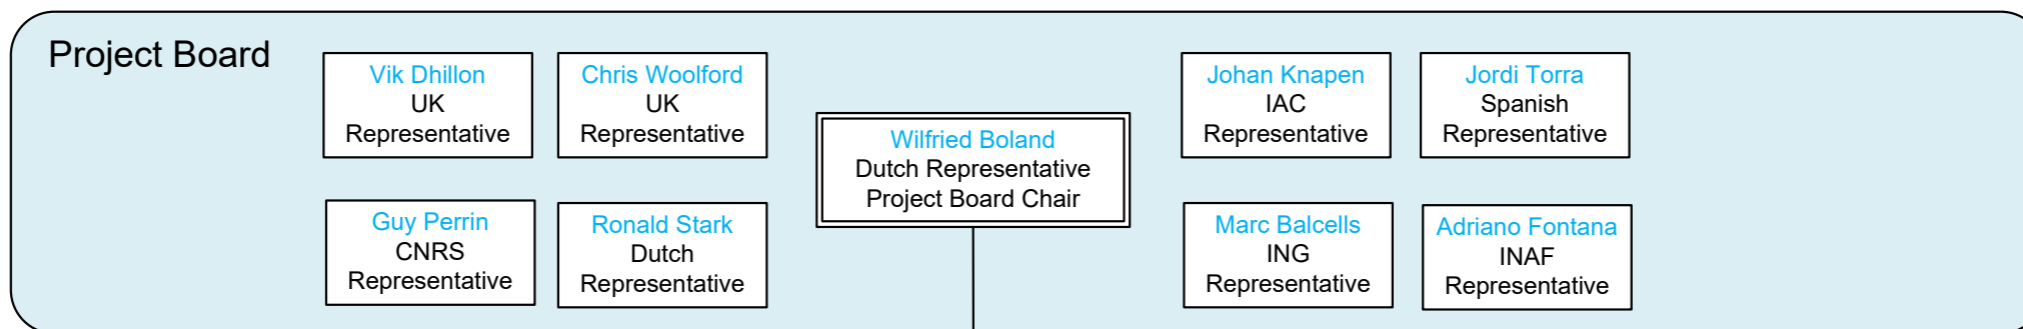 Project Board
Vik Dhillon
UK
Representative
Chris Woolford
UK
Representative
Wilfried Boland
Dutch Representative
Project Board Chair
Johan Knapen
IAC
Representative
Jordi Torra
Spanish
Representative
Guy Perrin
CNRS
Representative
Ronald Stark
Dutch
Representative
Marc Balcells
ING
Representative
Adriano Fontana
INAF
Representative